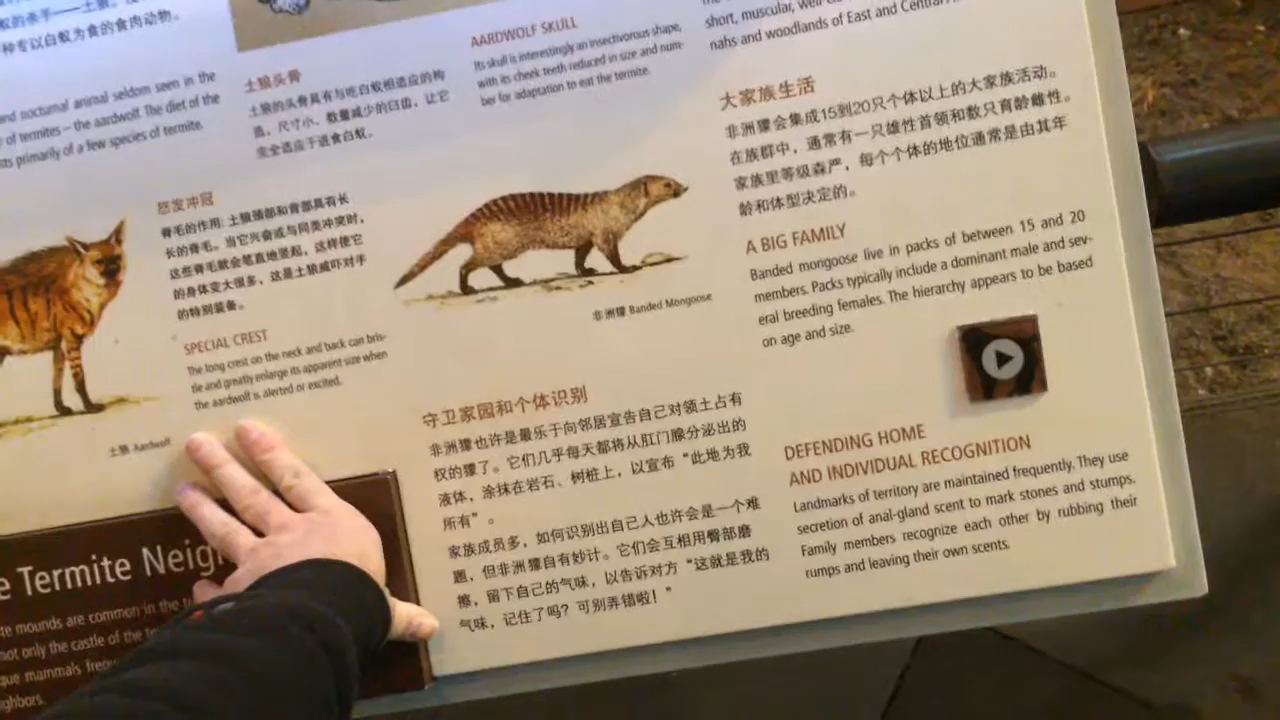 种专以白蚁为食的食肉动物。
and nocturnal animal seldom seen in the
of termites – the aardwolf. The diet of the
primarily of a few species of termite.
土狼头骨
土狼的头骨具有与吃白蚁相适应的构
造，尺寸小、数量减少的臼齿，让它
完全适应于进食白蚁。
AARDWOLF SKULL
Its skull is interestingly an insectivorous shape,
with its cheek teeth reduced in size and num-
ber for adaptation to eat the termite.
short, muscular,
nahs and woodlands of East and Central
怒发冲冠
脊毛的作用: 土狼颈部和背部具有长
长的脊毛。当它兴奋或与同类冲突时，
这些脊毛就会笔直地竖起，这样使它
的身体变大很多，这是土狼威吓对手
的特别装备。
SPECIAL CREST
The long crest on the neck and back can bris-
tle and greatly enlarge its apparent size when
the aardwolf is alerted or excited.
土狼 Aardwolf
非洲獴 Banded Mongoose
大家族生活
非洲獴会集成15到20只个体以上的大家族活动。
在族群中，通常有一只雄性首领和数只育龄雌性。
家族里等级森严，每个个体的地位通常是由其年
龄和体型决定的。
A BIG FAMILY
Banded mongoose live in packs of between 15 and 20
members. Packs typically include a dominant male and sev-
eral breeding females. The hierarchy appears to be based
on age and size.
守卫家园和个体识别
非洲獴也许是最乐于向邻居宣告自己对领土占有
权的獴了。它们几乎每天都将从肛门腺分泌出的
液体，涂抹在岩石、树桩上，以宣布“此地为我
所有”。
家族成员多，如何识别出自己人也许会是一个难
题，但非洲獴自有妙计。它们会互相用臀部磨
擦，留下自己的气味，以告诉对方“这就是我的
气味，记住了吗？可别弄错啦！”
DEFENDING HOME
AND INDIVIDUAL RECOGNITION
Landmarks of territory are maintained frequently. They use
secretion of anal-gland scent to mark stones and stumps.
Family members recognize each other by rubbing their
rumps and leaving their own scents.
Termite Neig
mounds are common in the
not only the castle of the
mammals